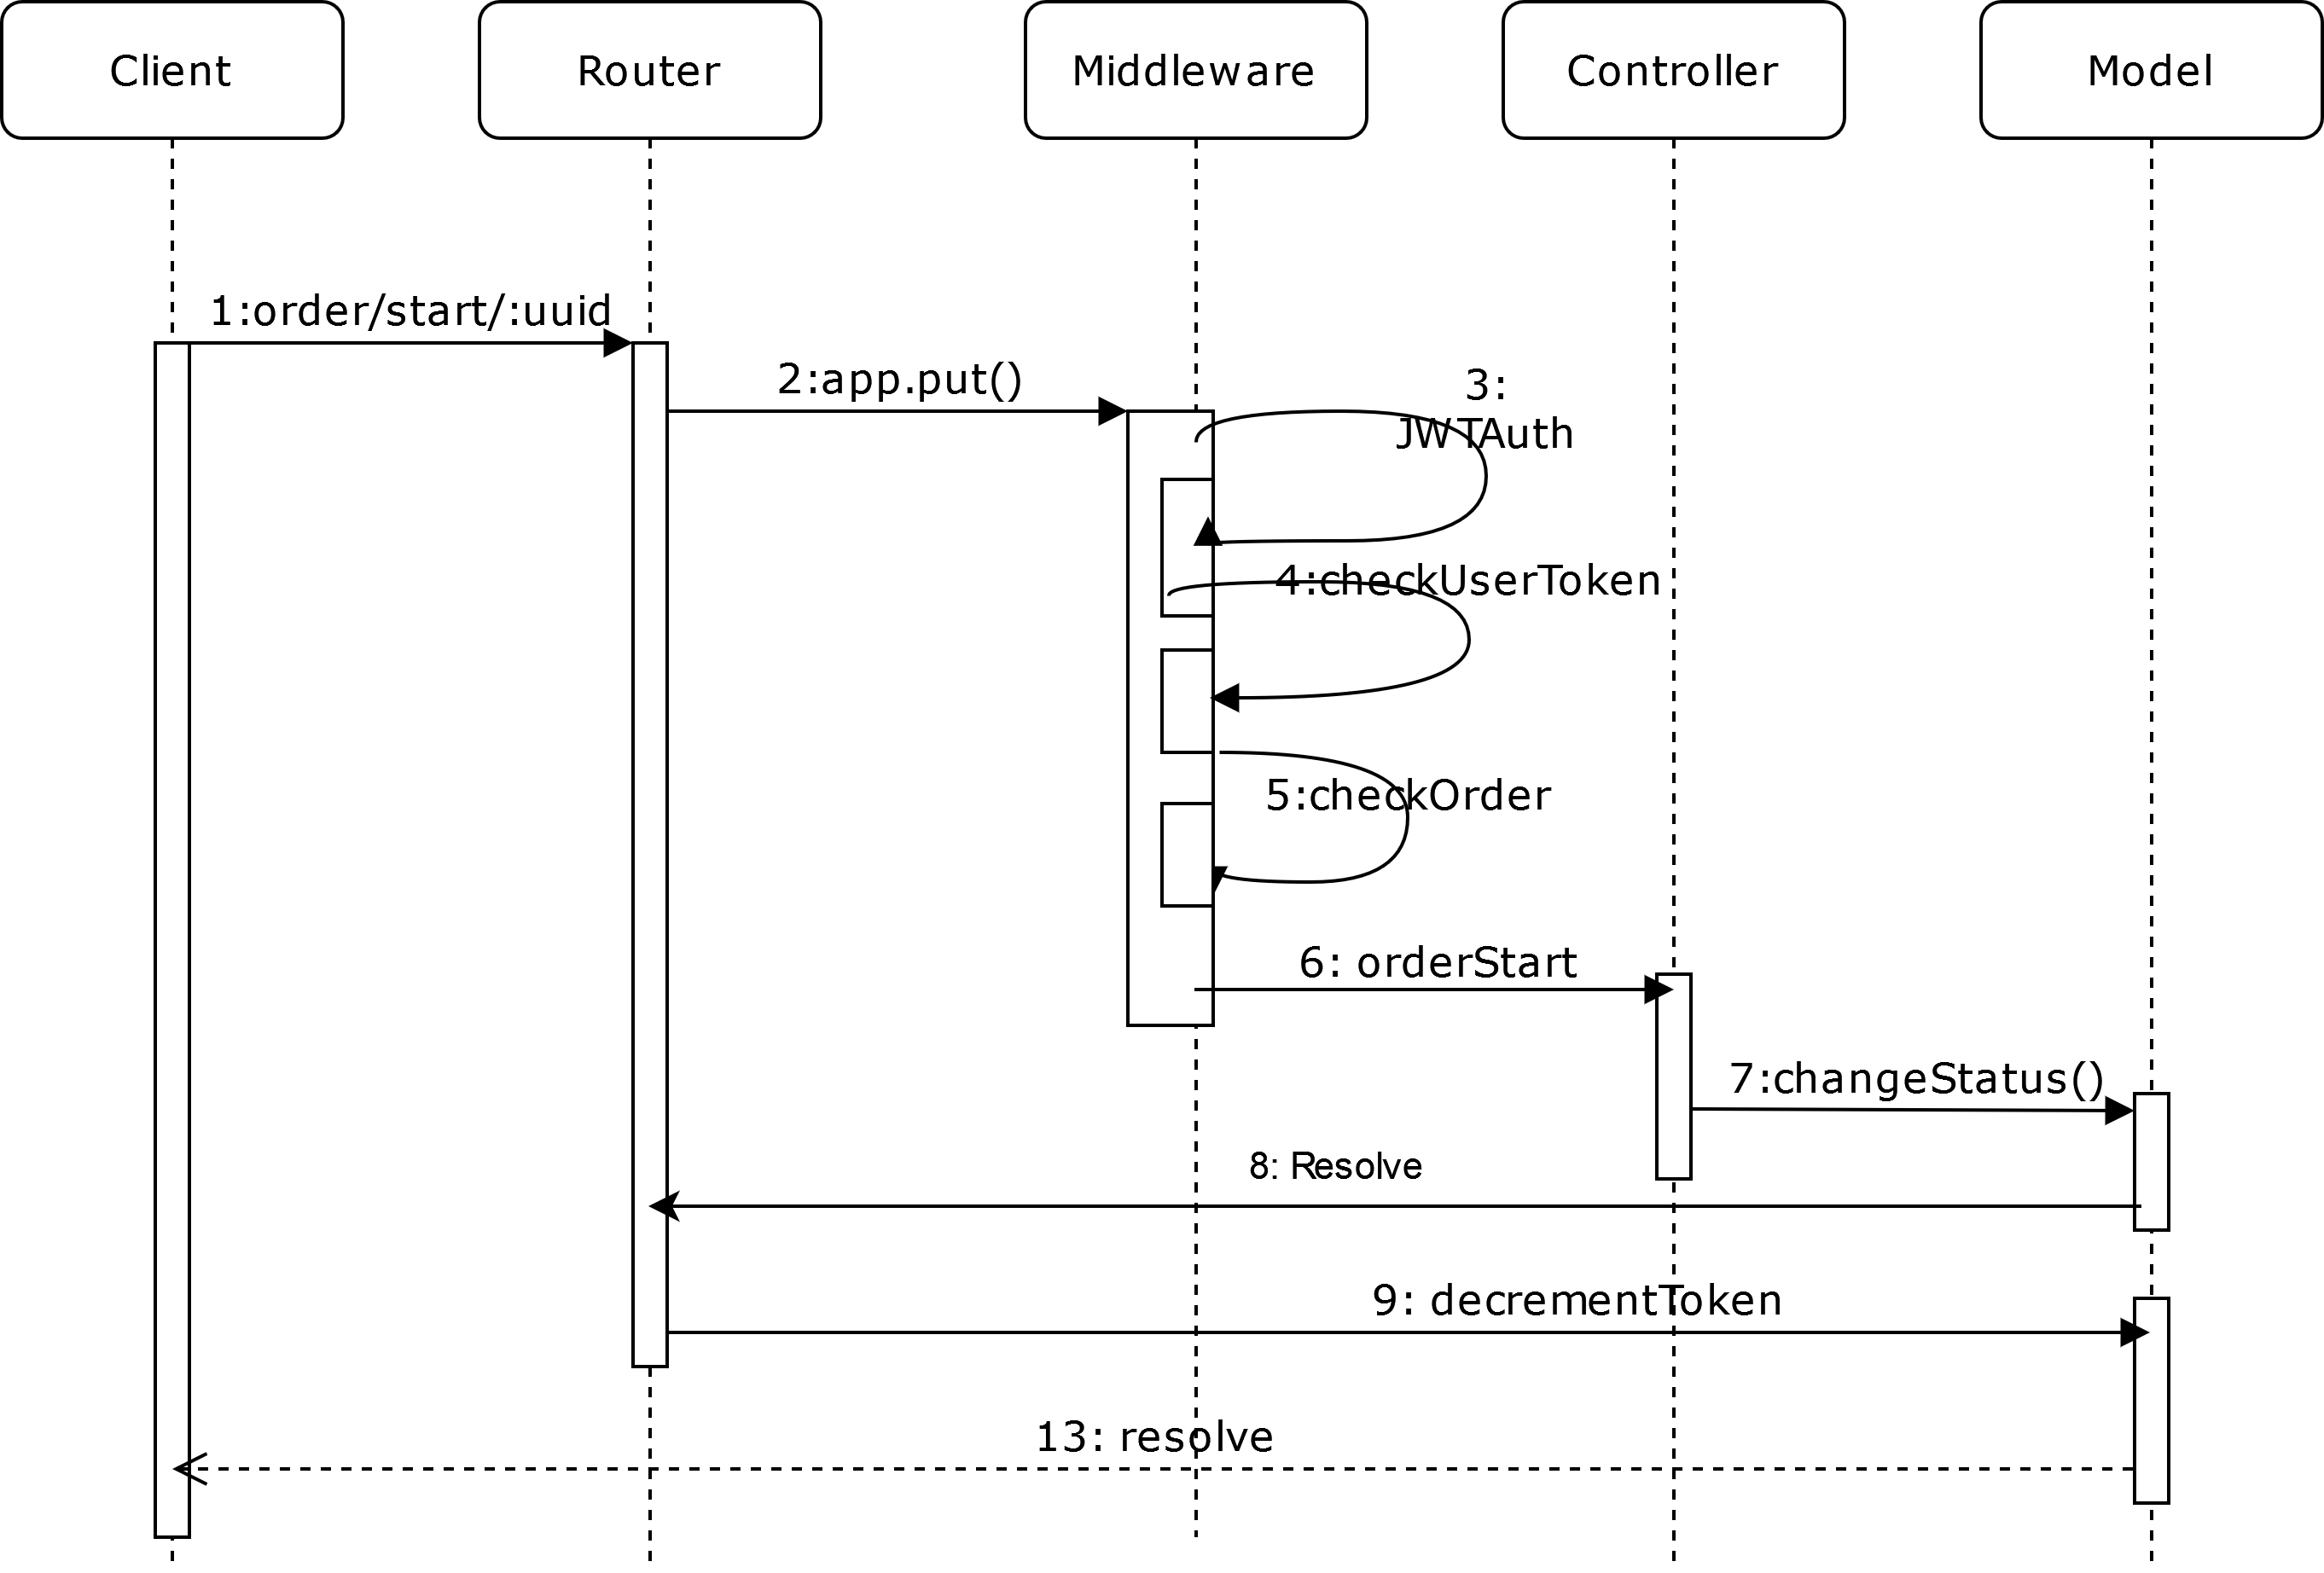 Client
Router
Middleware
Controller
Model
1:order/start/:uuid
2:app.put()
3:
JWTAuth
4:checkUserToken
5:checkOrder
6: orderStart
7:changeStatus()
8: Resolve
9: decrementToken
13: resolve